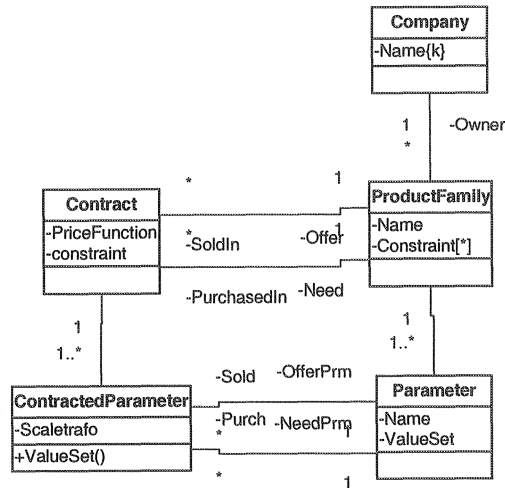 Company
-Name{k}
1
-Owner
*
*
1
Contract
-PriceFunction
-constraint
ProductFamily
-Name
-Constraint[*]
*
-SoldIn
-Offer
1
-PurchasedIn
-Need
1
1..*
1
1..*
-Sold
-OfferPrm
ContractedParameter
-Scaletrafo
+ValueSet()
Parameter
-Name
-ValueSet
-Purch
-NeedPrm
*
1
*
1